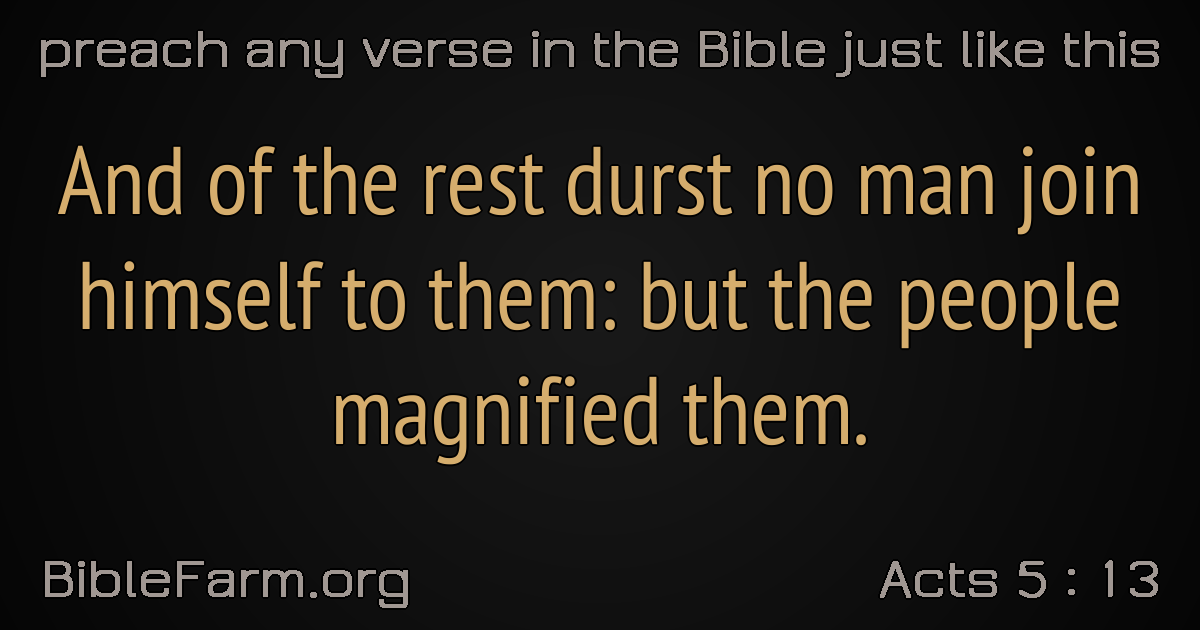 preach any verse in the Bible just like this
And of the rest durst no man join
himself to them: but the people
magnified them.
BibleFarm.org
Acts 5 : 13